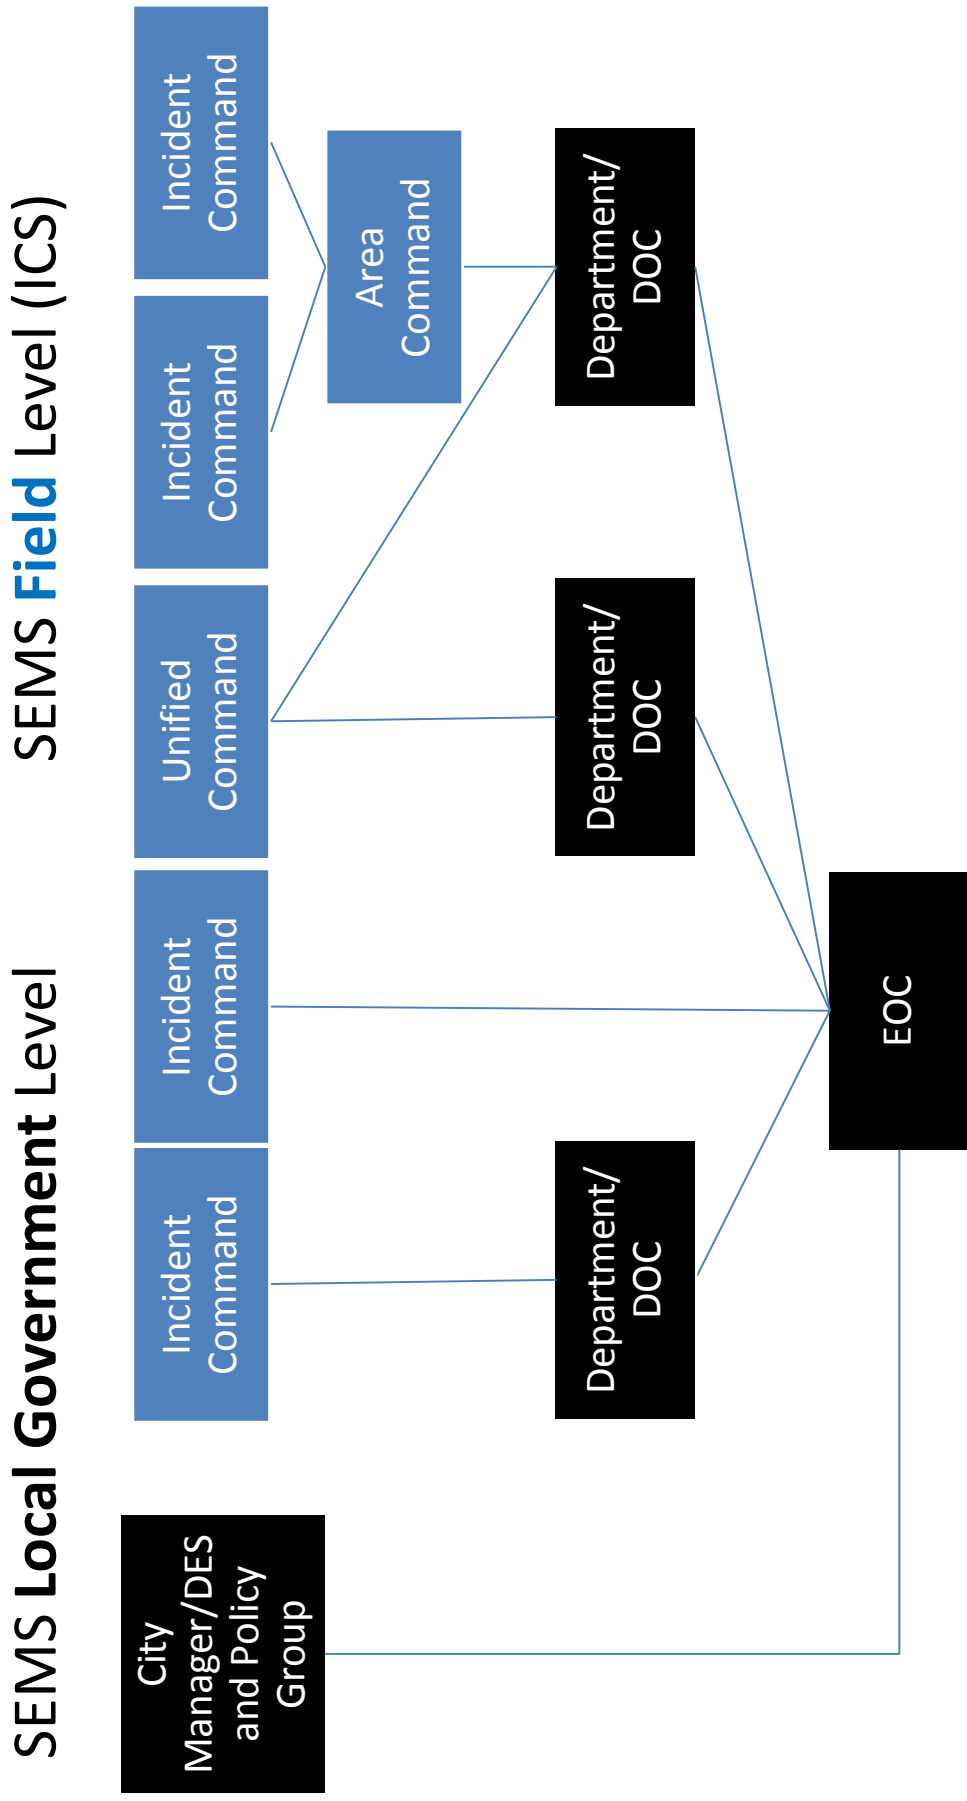 SEMS Local Government Level
SEMS Field Level (ICS)
City
Manager/DES
and Policy
Group
Incident
Command
Incident
Command
Unified
Command
Incident
Command
Incident
Command
Area
Command
Department/
DOC
Department/
DOC
Department/
DOC
EOC